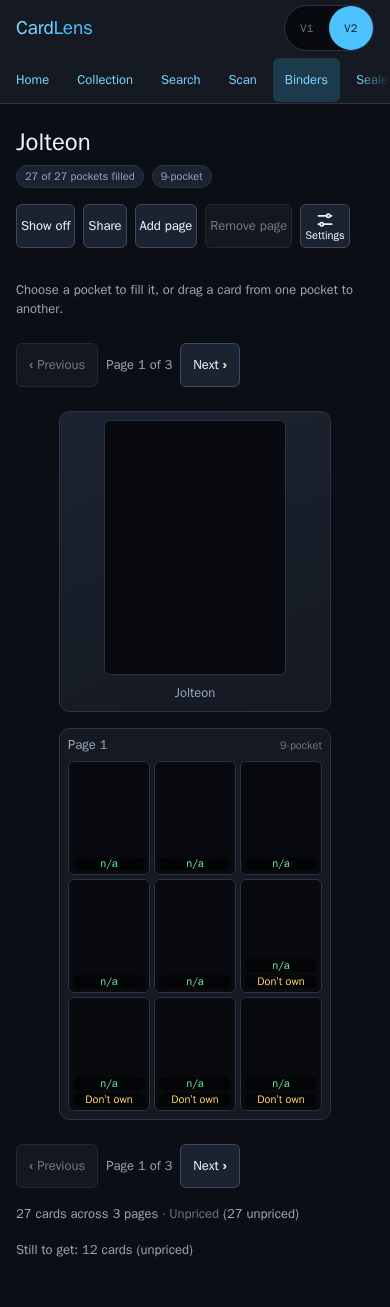 CardLens
V1
V2
Home
Collection
Search
Scan
Binders
Seale
Jolteon
27 of 27 pockets filled
9-pocket
Show off
Share
Add page
Remove page
Settings
Choose a pocket to fill it, or drag a card from one pocket to
another.
‹ Previous
Page 1 of 3
Next ›
Jolteon
Page 1
9-pocket
n/a
n/a
n/a
n/a
n/a
n/a
Don't own
n/a
Don't own
n/a
Don't own
n/a
Don't own
‹ Previous
Page 1 of 3
Next ›
27 cards across 3 pages · Unpriced (27 unpriced)
Still to get: 12 cards (unpriced)